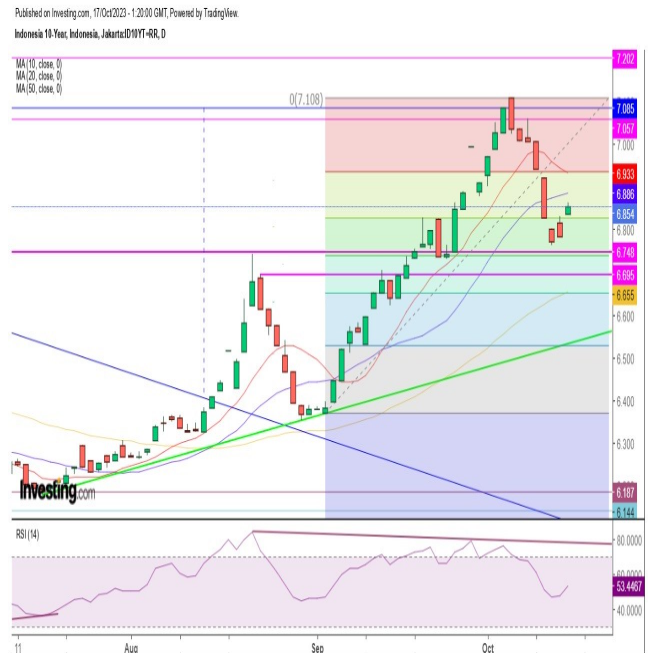 Published on Investing.com, 17/Oct/2023 - 1:20:00 GMT, Powered by TradingView.
Indonesia 10-Year, Indonesia, Jakarta:ID10YT=RR, D
MA (10, close, 0)
MA (20, close, 0)
MA (50, close, 0)
0(7.108)
7.202
7.085
7.057
7.000
6.933
6.886
6.854
6.800
6.748
6.695
6.655
6.600
6.500
6.400
6.300
6.187
6.144
Investing.com
RSI (14)
80.0000
53.4467
40.0000
11
Aug
Sep
Oct